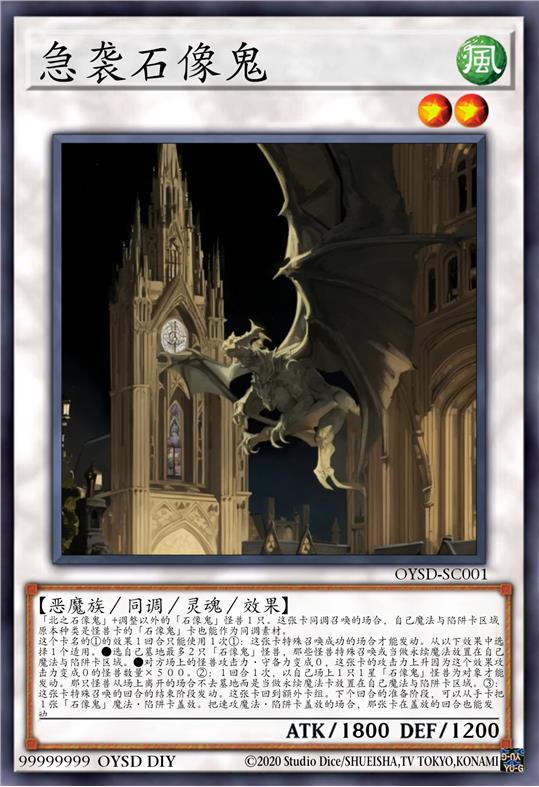 急袭石像鬼
風
OYSD-SC001
【恶魔族／同调／灵魂／效果】
「北之石像鬼」+调整以外的「石像鬼」怪兽1只。这张卡同调召唤的场合，自己魔法与陷阱卡区域
原本种类是怪兽卡的「石像鬼」卡也能作为同调素材。
这个卡名的①的效果1回合只能使用1次①：这张卡特殊召唤成功的场合才能发动。从以下效果中选
择1个适用。●选自己墓地最多2只「石像鬼」怪兽，那些怪兽特殊召唤或当做永续魔法放置在自己
魔法与陷阱卡区域。●对方场上的怪兽攻击力·守备力变成0，这张卡的攻击力上升因为这个效果攻
击力变成0的怪兽数量×500。②：1回合1次，以自己场上1只1星「石像鬼」怪兽为对象才能
发动。那只怪兽从场上离开的场合不去墓地而是当做永续魔法卡放置在自己魔法与陷阱卡区域。③：
这张卡特殊召唤的回合的结束阶段发动。这张卡回到额外卡组。下个回合的准备阶段，可以从手卡把
1张「石像鬼」魔法·陷阱卡盖放。把速攻魔法·陷阱卡盖放的场合，那张卡在盖放的回合也能发
动
ATK/1800 DEF/1200
99999999 OYSD DIY
©2020 Studio Dice/SHUEISHA,TV TOKYO,KONAMI